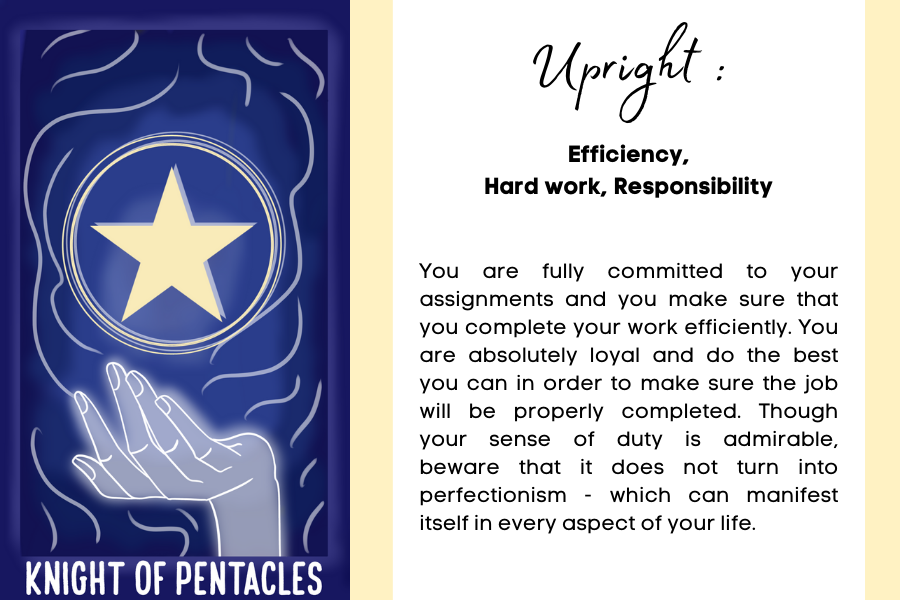 KNIGHT OF PENTACLES
Upright :
Efficiency,
Hard work, Responsibility
You are fully committed to your
assignments and you make sure that
you complete your work efficiently. You
are absolutely loyal and do the best
you can in order to make sure the job
will be properly completed. Though
your sense of duty is admirable,
beware that it does not turn into
perfectionism - which can manifest
itself in every aspect of your life.